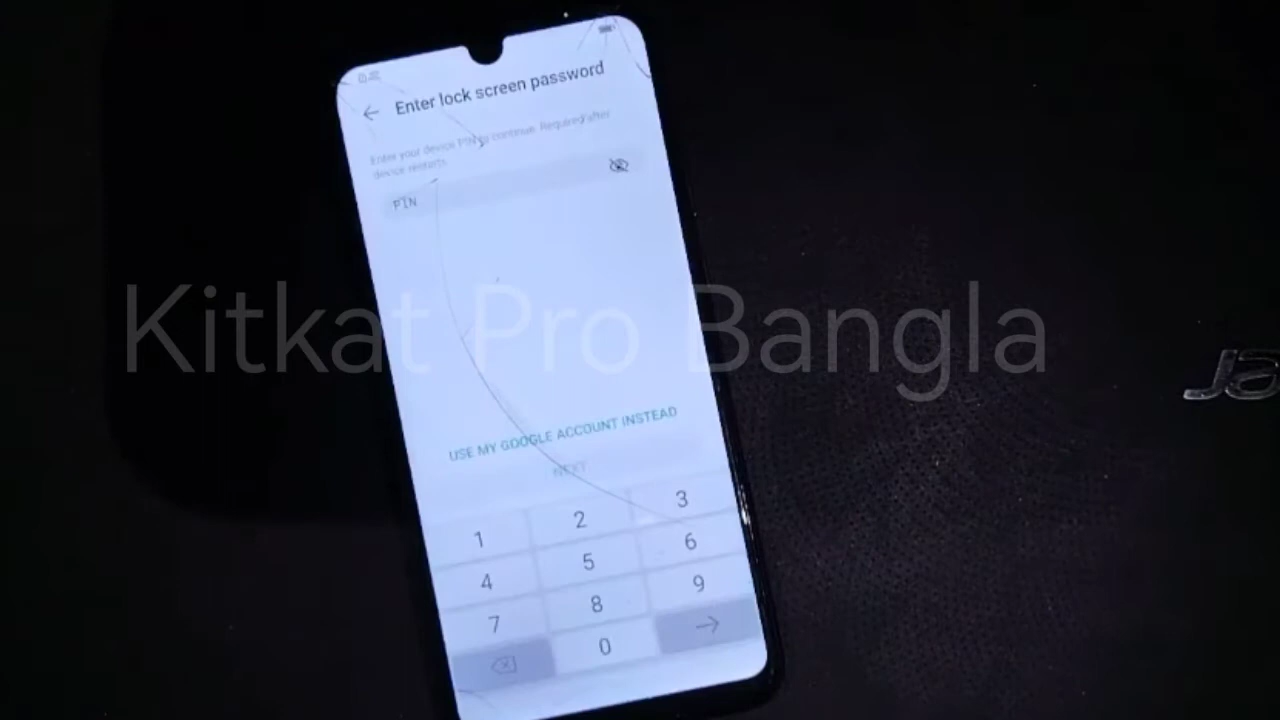 Enter lock screen password
Enter your device PIN to continue. Required after
device restarts.
PIN
Kitkat Pro Bangla
USE MY GOOGLE ACCOUNT INSTEAD
NEXT
1 2 3
4 5 6
7 8 9
0